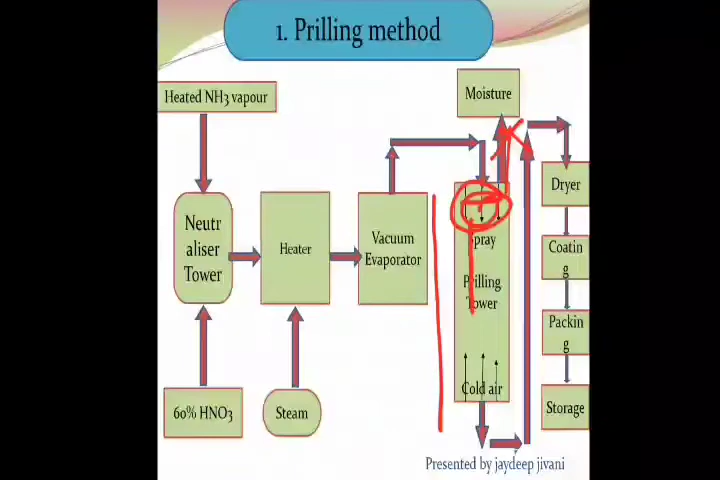 1. Prilling method
Moisture
Heated NH3 vapour
Dryer
Neutr
aliser
Tower
Heater
Vacuum
Evaporator
Spray
Prilling
Tower
Coatin
g
Packin
g
Cold air
60% HNO3
Steam
Storage
Presented by jaydeep jivani